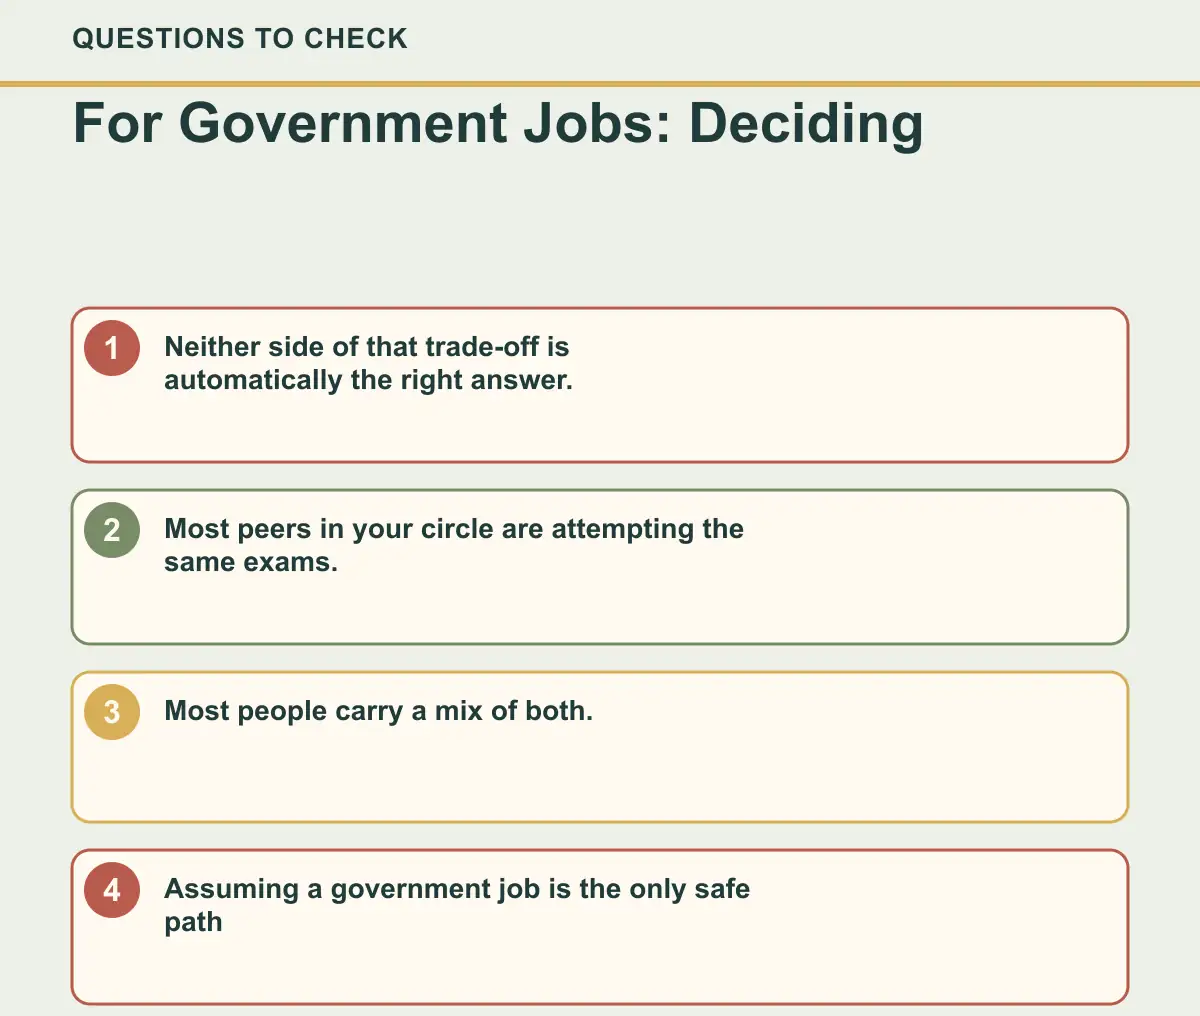 QUESTIONS TO CHECK
For Government Jobs: Deciding
1
Neither side of that trade-off is
automatically the right answer.
2
Most peers in your circle are attempting the
same exams.
3
Most people carry a mix of both.
4
Assuming a government job is the only safe
path